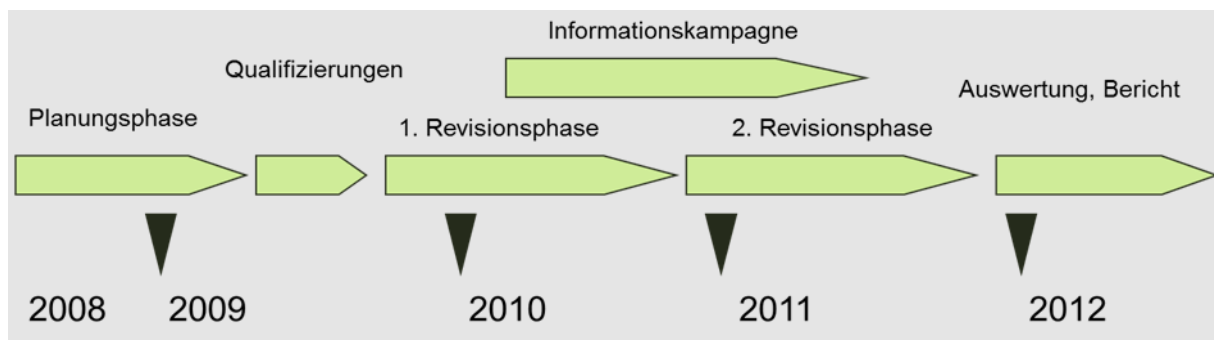 Informationskampagne
Qualifizierungen
Auswertung, Bericht
Planungsphase
1. Revisionsphase
2. Revisionsphase
2008
2009
2010
2011
2012